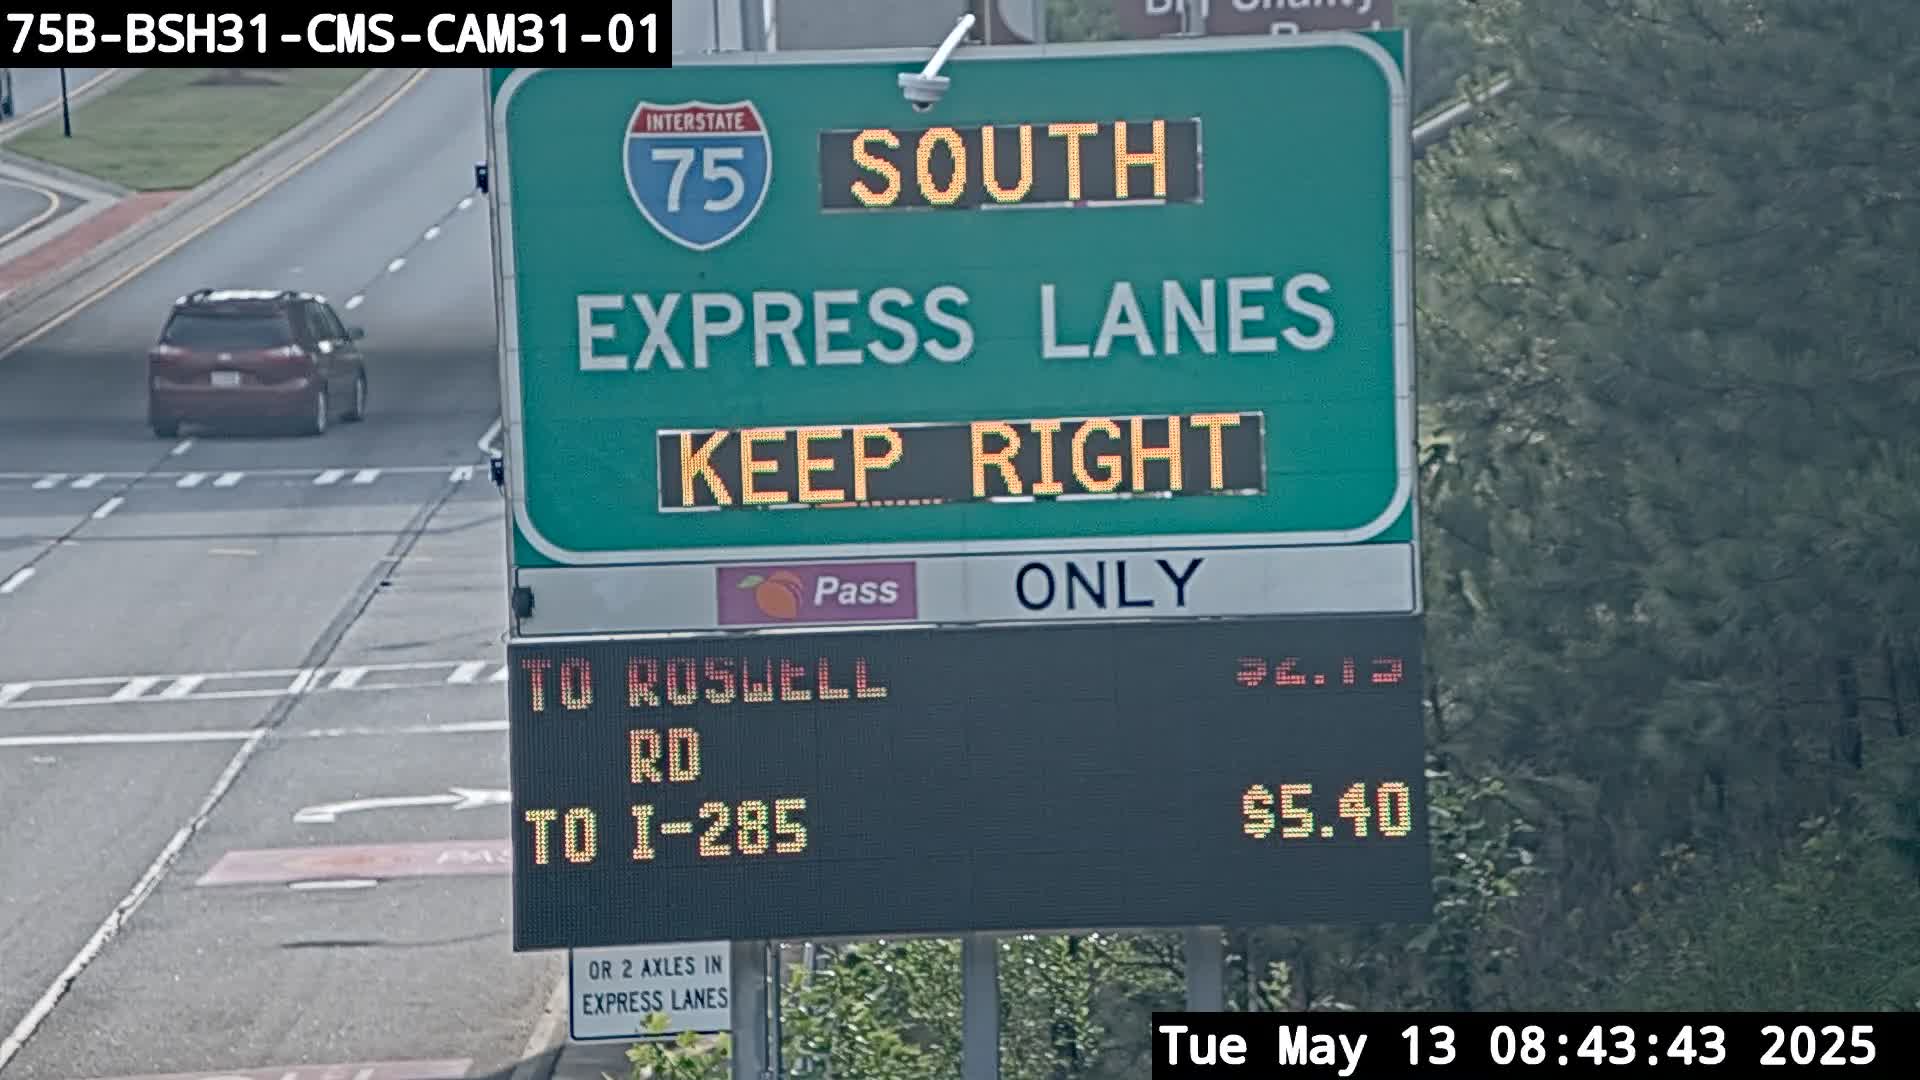 75B-BSH31-CMS-CAM31-01
INTERSTATE
75
SOUTH
EXPRESS LANES
KEEP RIGHT
Pass ONLY
TO ROSWELL
RD
TO I-285 $5.40
OR 2 AXLES IN
EXPRESS LANES
Tue May 13 08:43:43 2025